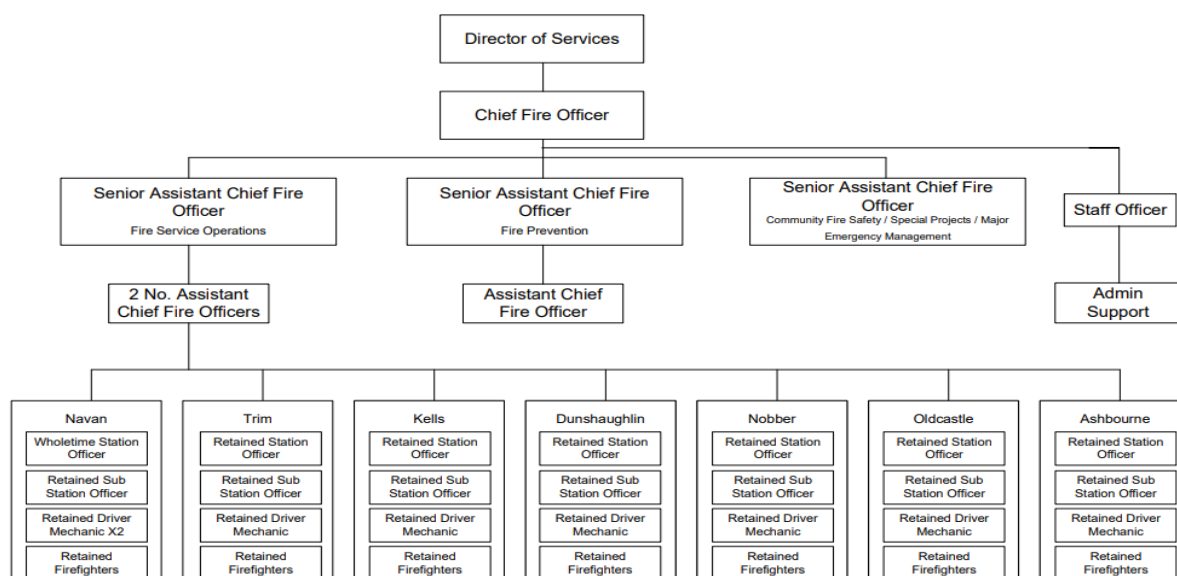 Director of Services
Chief Fire Officer
Senior Assistant Chief Fire
Officer
Fire Service Operations
Senior Assistant Chief Fire
Officer
Fire Prevention
Senior Assistant Chief Fire
Officer
Community Fire Safety / Special Projects / Major
Emergency Management
Staff Officer
2 No. Assistant
Chief Fire Officers
Assistant Chief
Fire Officer
Admin
Support
Navan
Wholetime Station
Officer
Retained Sub
Station Officer
Retained Driver
Mechanic X2
Retained
Firefighters
Trim
Retained Station
Officer
Retained Sub
Station Officer
Retained Driver
Mechanic
Retained
Firefighters
Kells
Retained Station
Officer
Retained Sub
Station Officer
Retained Driver
Mechanic
Retained
Firefighters
Dunshaughlin
Retained Station
Officer
Retained Sub
Station Officer
Retained Driver
Mechanic
Retained
Firefighters
Nobber
Retained Station
Officer
Retained Sub
Station Officer
Retained Driver
Mechanic
Retained
Firefighters
Oldcastle
Retained Station
Officer
Retained Sub
Station Officer
Retained Driver
Mechanic
Retained
Firefighters
Ashbourne
Retained Station
Officer
Retained Sub
Station Officer
Retained Driver
Mechanic
Retained
Firefighters